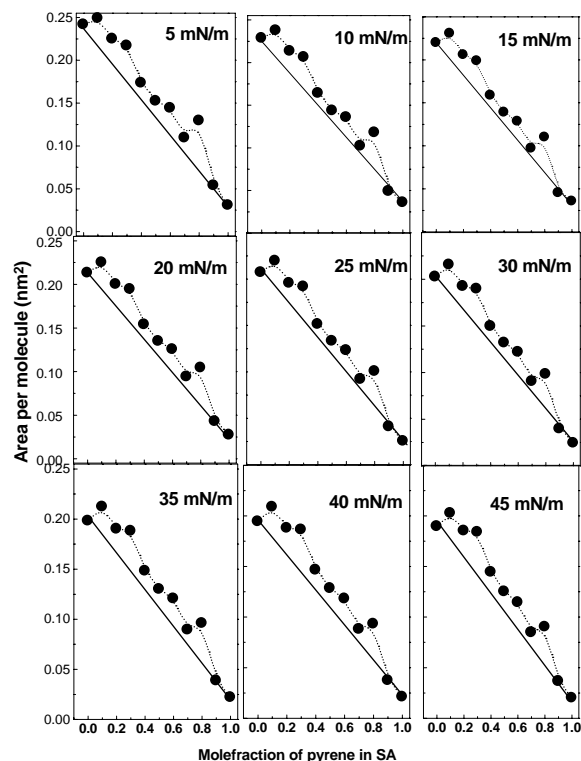 Area per molecule (nm²)
5 mN/m
10 mN/m
15 mN/m
0.25
0.20
0.15
0.10
0.05
0.00
20 mN/m
25 mN/m
30 mN/m
0.25
0.20
0.15
0.10
0.05
0.00
35 mN/m
40 mN/m
45 mN/m
0.25
0.20
0.15
0.10
0.05
0.00
0.0 0.2 0.4 0.6 0.8 1.0
0.0 0.2 0.4 0.6 0.8 1.0
0.0 0.2 0.4 0.6 0.8 1.0
Molefraction of pyrene in SA